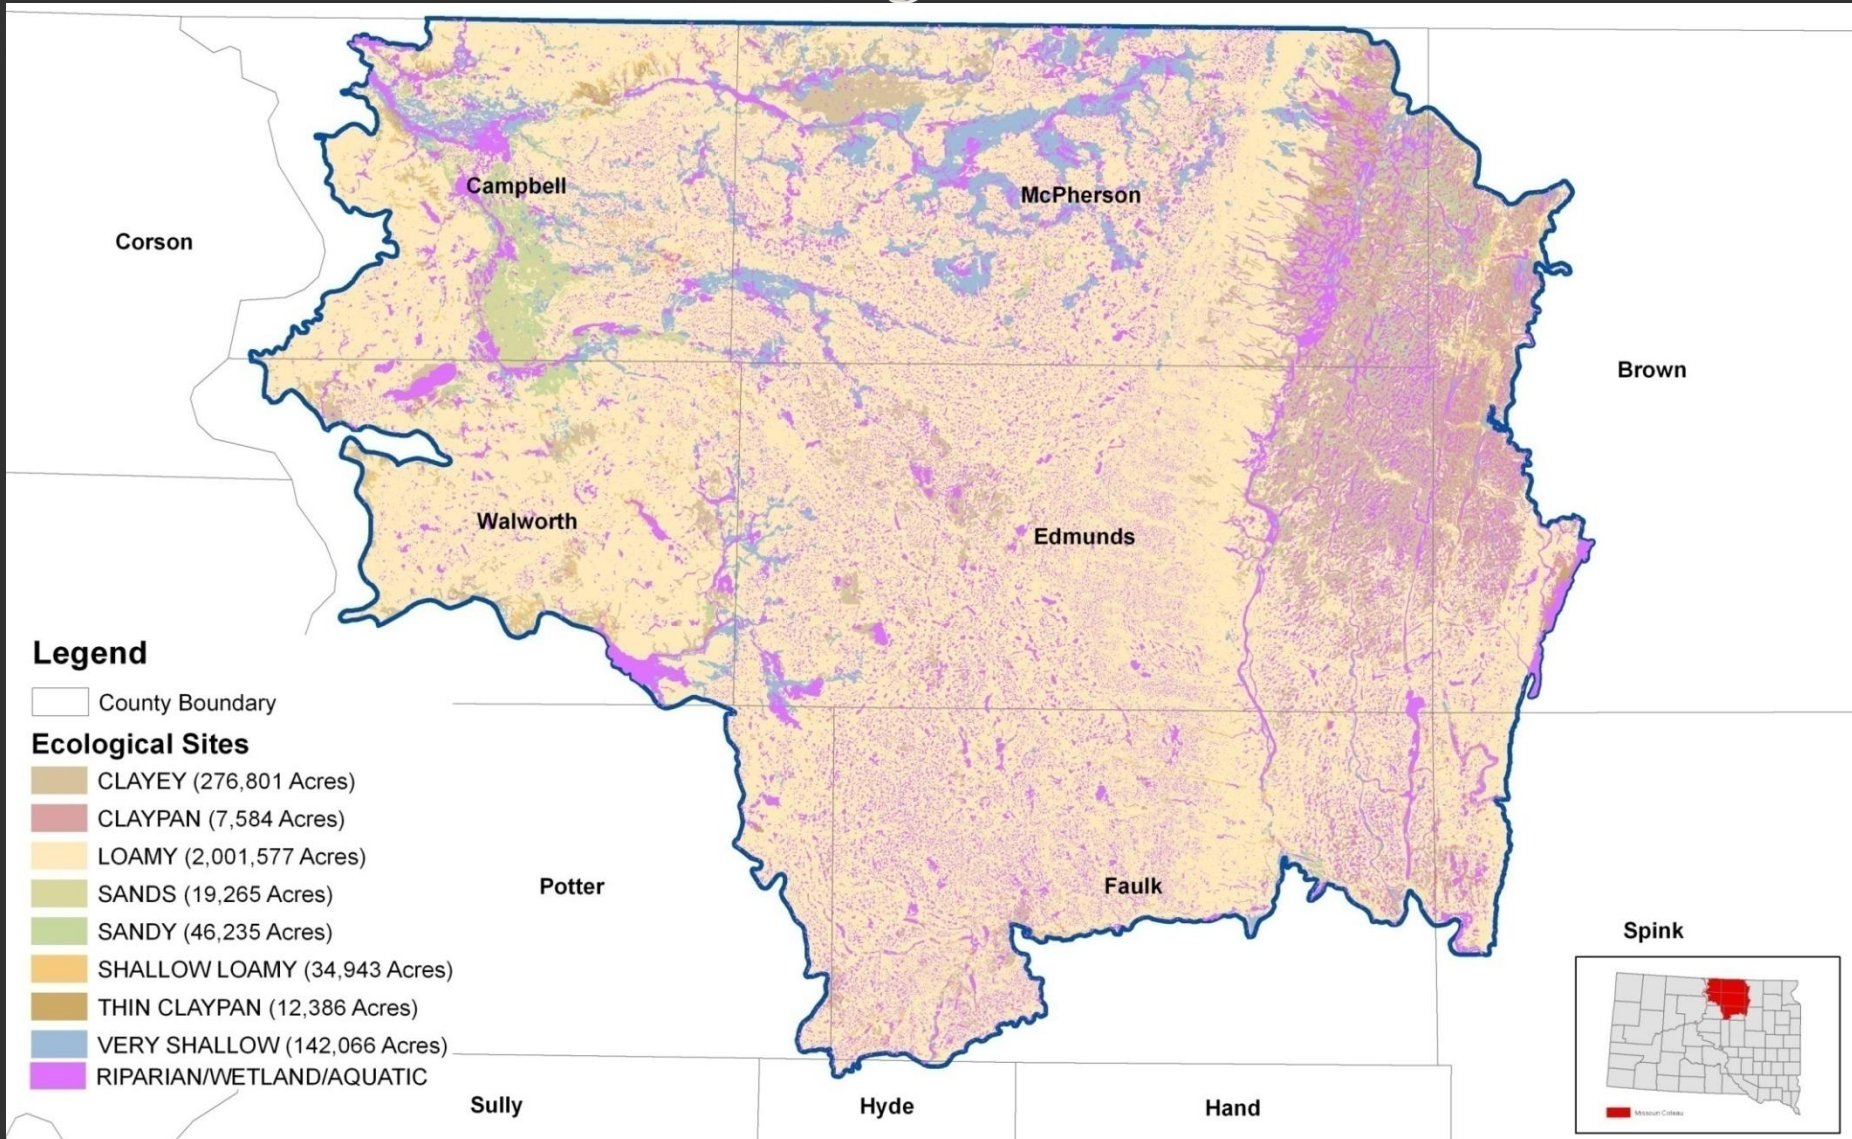 Campbell
McPherson
Corson
Brown
Walworth
Edmunds
Legend
County Boundary
Ecological Sites
CLAYEY (276,801 Acres)
CLAYPAN (7,584 Acres)
LOAMY (2,001,577 Acres)
SANDS (19,265 Acres)
SANDY (46,235 Acres)
SHALLOW LOAMY (34,943 Acres)
THIN CLAYPAN (12,386 Acres)
VERY SHALLOW (142,066 Acres)
RIPARIAN/WETLAND/AQUATIC
Potter
Faulk
Spink
Missouri Coteau
Sully
Hyde
Hand